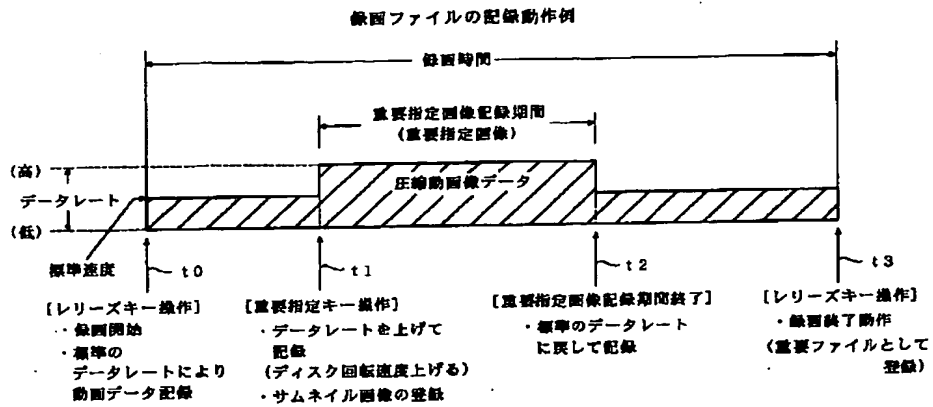 録画ファイルの記録動作例
録画時間
重要指定画像記録期間
(重要指定画像)
(高)
圧縮動画像データ
データレート
(低)
標準速度
t0
t1
t2
t3
[レリーズキー操作]
・録画開始
・標準の
データレートにより
動画データ記録
[重要指定キー操作]
・データレートを上げて
記録
(ディスク回転速度上げる)
・サムネイル画像の登録
[重要指定画像記録期間終了]
・標準のデータレート
に戻して記録
[レリーズキー操作]
・録画終了動作
(重要ファイルとして
登録)